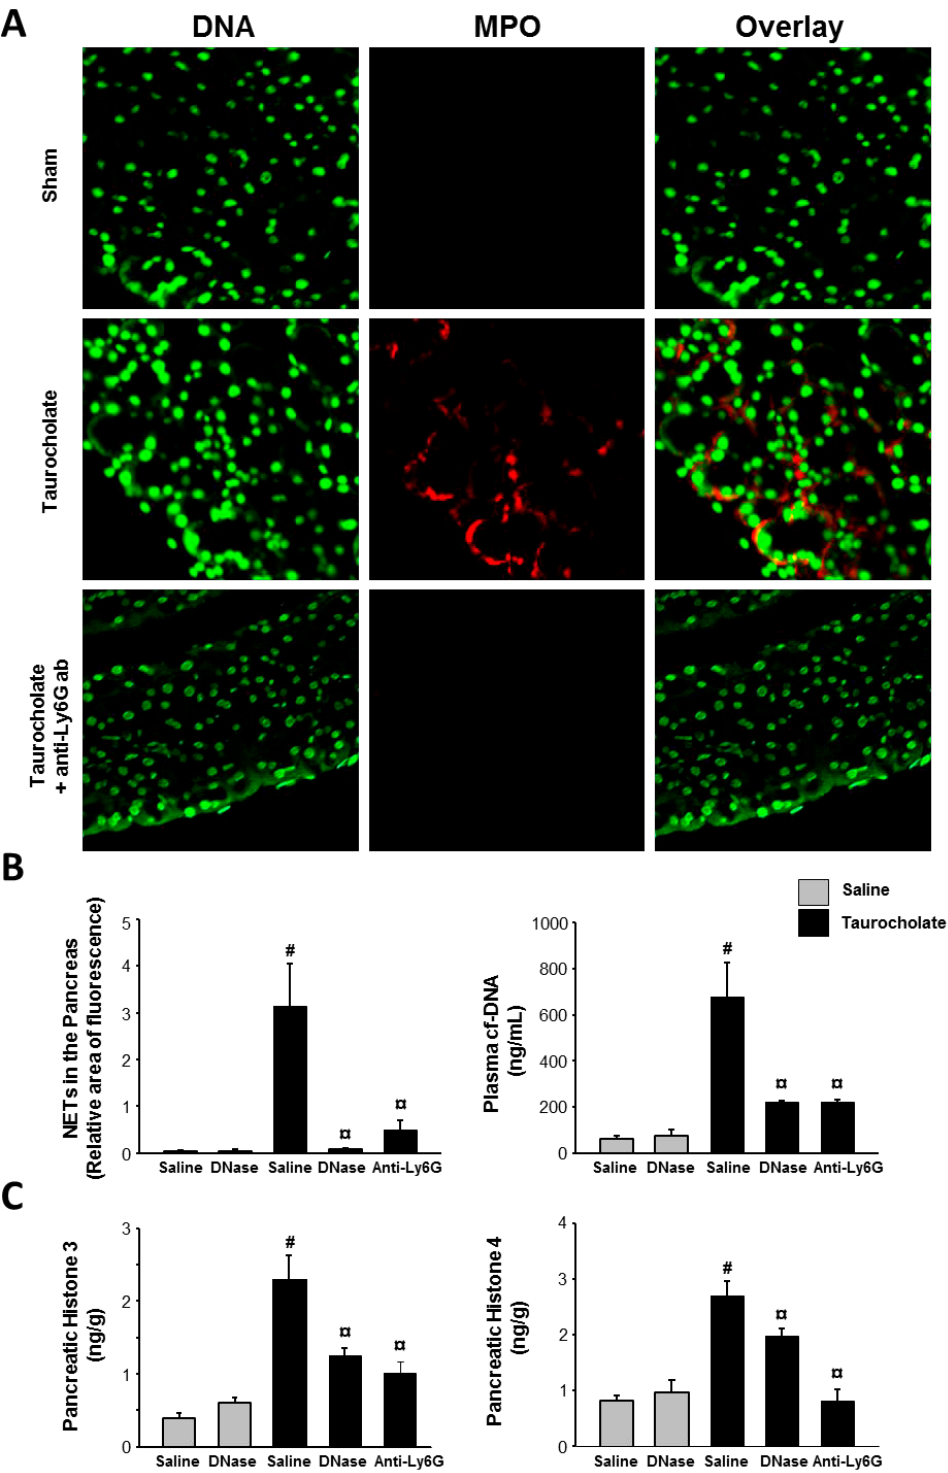 A
DNA
MPO
Overlay
Sham
Taurocholate
Taurocholate
+ anti-Ly6G ab
B
Saline
Taurocholate
NETs in the Pancreas
(Relative area of fluorescence)
5
4
3
2
1
0
#
¤
¤
Saline DNase Saline DNase Anti-Ly6G
Plasma cf-DNA
(ng/mL)
1000
800
600
400
200
0
#
¤
¤
Saline DNase Saline DNase Anti-Ly6G
C
Pancreatic Histone 3
(ng/g)
3
2
1
0
#
¤
¤
Saline DNase Saline DNase Anti-Ly6G
Pancreatic Histone 4
(ng/g)
4
3
2
1
0
#
¤
¤
Saline DNase Saline DNase Anti-Ly6G